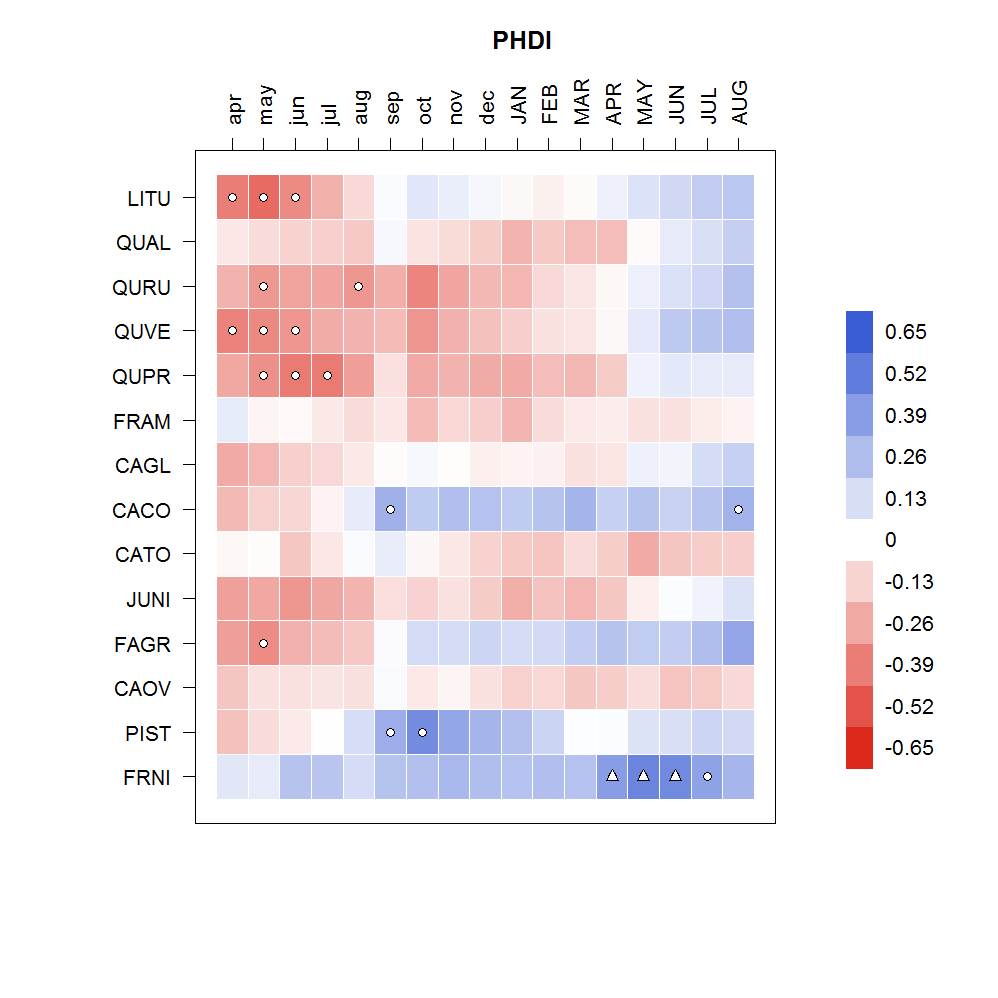 PHDI
apr may jun jul aug sep oct nov dec JAN FEB MAR APR MAY JUN JUL AUG
LITU
QUAL
QURU
QUVE
QUPR
FRAM
CAGL
CACO
CATO
JUNI
FAGR
CAOV
PIST
FRNI
0.65
0.52
0.39
0.26
0.13
0
-0.13
-0.26
-0.39
-0.52
-0.65